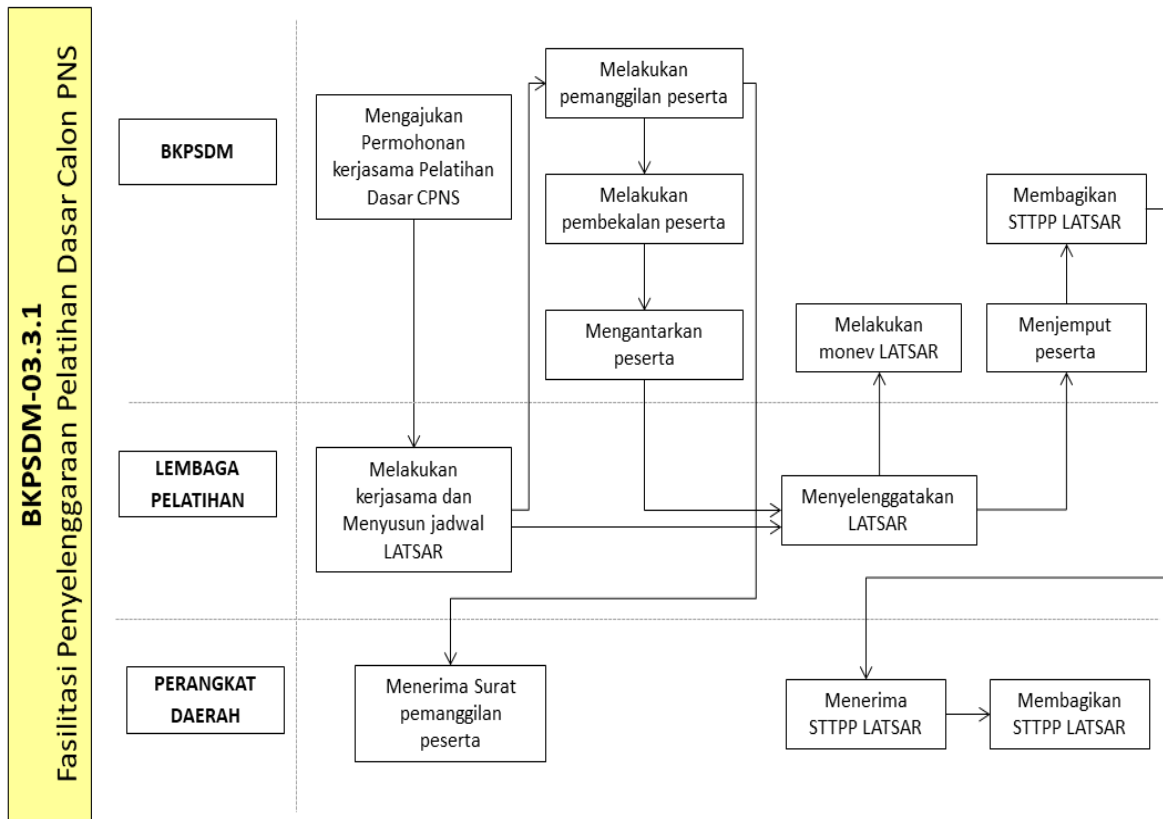 BKPSDM-03.3.1
Fasilitasi Penyelenggaraan Pelatihan Dasar Calon PNS
BKPSDM
Mengajukan
Permohonan
kerjasama Pelatihan
Dasar CPNS
Melakukan
pemanggilan peserta
Melakukan
pembekalan peserta
Mengantarkan
peserta
Melakukan
monev LATSAR
Membagikan
STTPP LATSAR
Menjemput
peserta
LEMBAGA
PELATIHAN
Melakukan
kerjasama dan
Menyusun jadwal
LATSAR
Menyelenggatakan
LATSAR
PERANGKAT
DAERAH
Menerima Surat
pemanggilan
peserta
Menerima
STTPP LATSAR
Membagikan
STTPP LATSAR